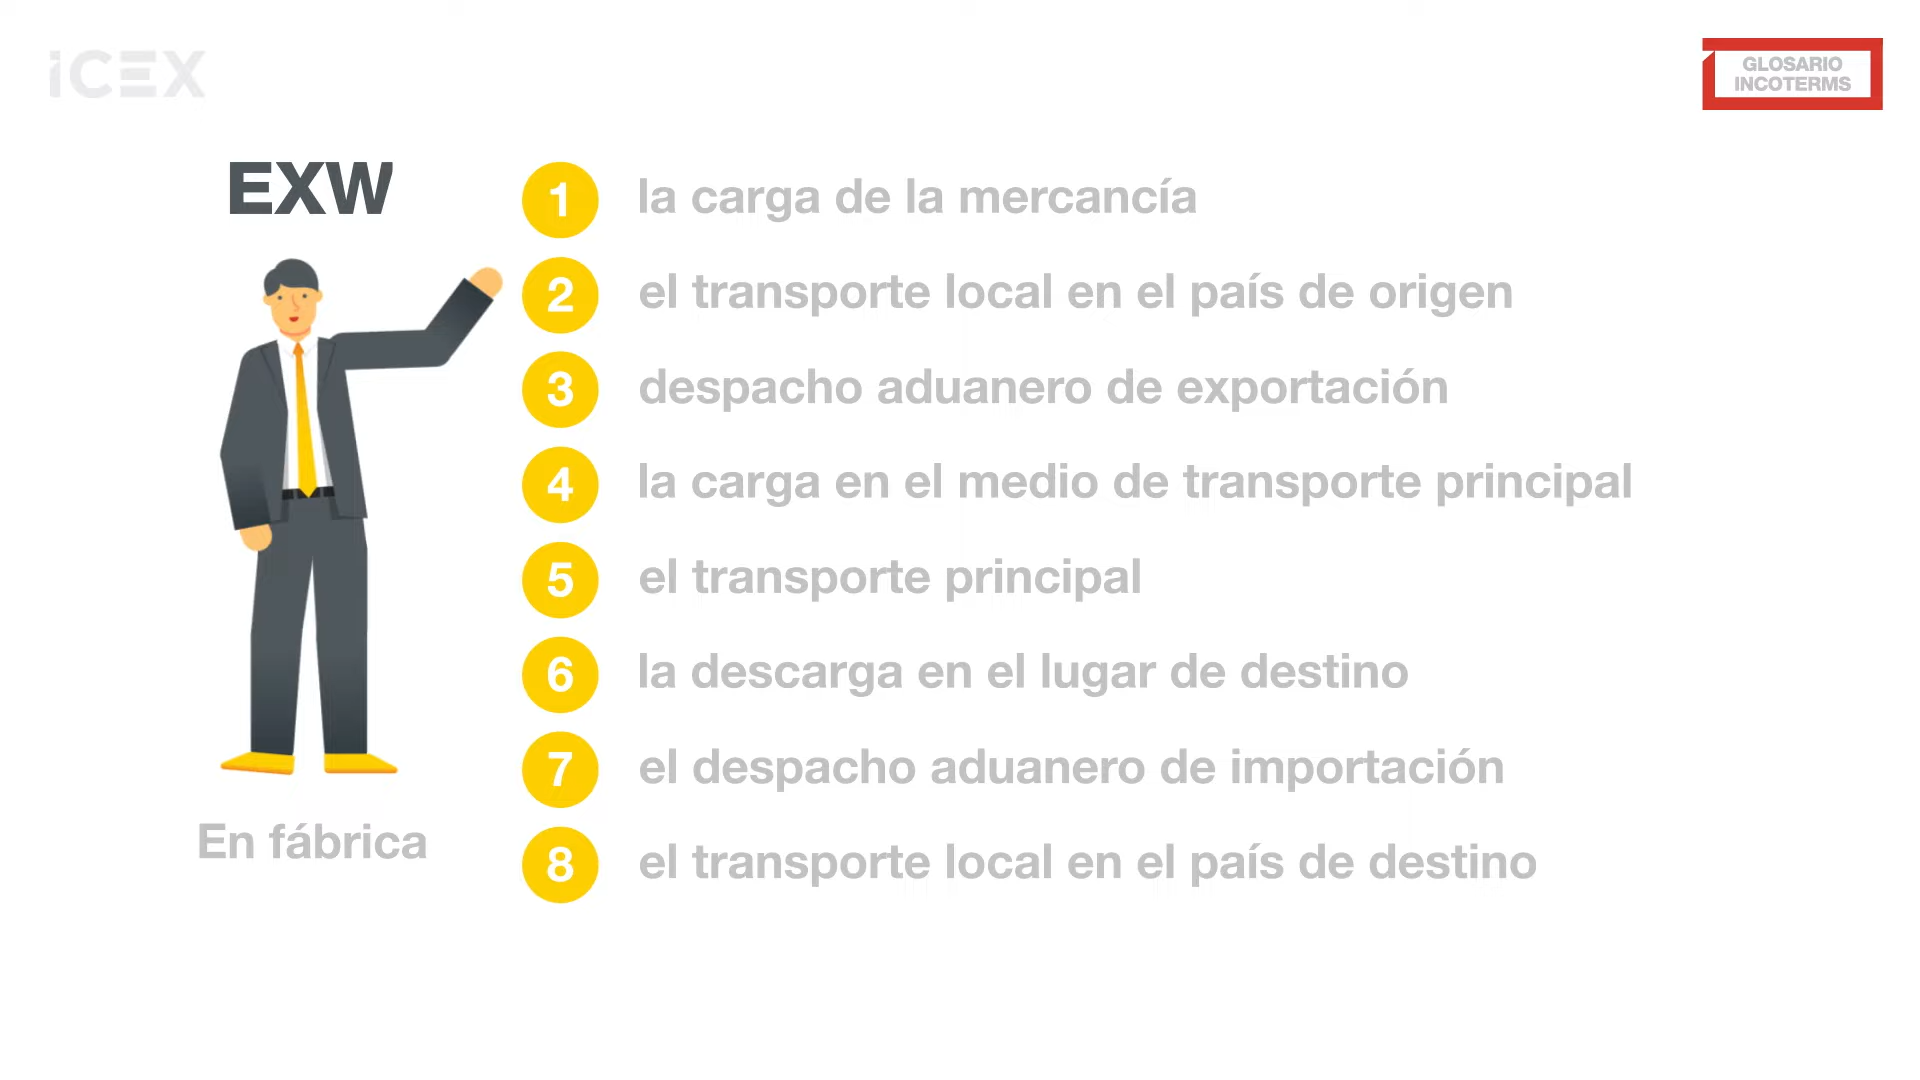 iCEX
GLOSARIO
INCOTERMS
EXW
1 la carga de la mercancía
2 el transporte local en el país de origen
3 despacho aduanero de exportación
4 la carga en el medio de transporte principal
5 el transporte principal
6 la descarga en el lugar de destino
7 el despacho aduanero de importación
8 el transporte local en el país de destino
En fábrica